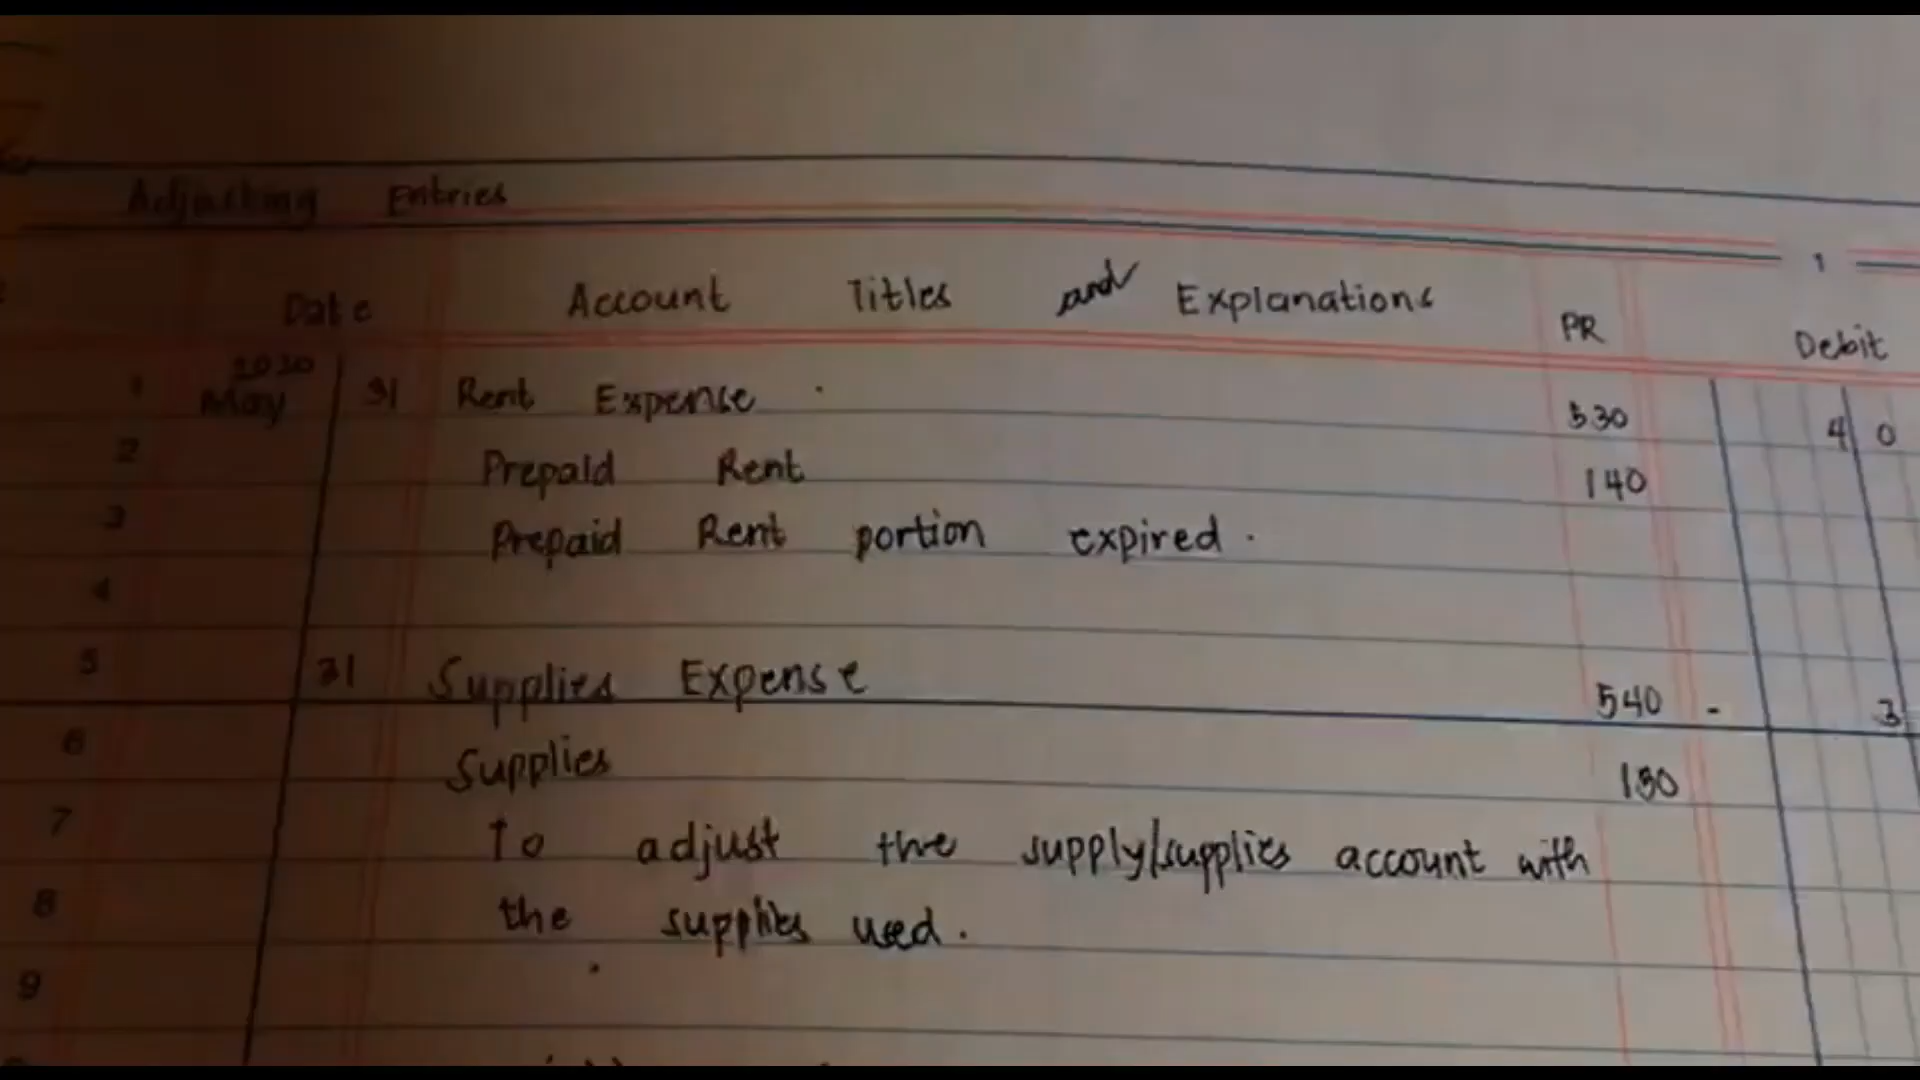 Adjusting Entries
1
Date Account Titles and Explanations PR Debit
2020
1 May 31 Rent Expense 530 4 0
2 Prepaid Rent 140
3 Prepaid Rent portion expired.
4
5 31 Supplies Expense 540 - 3
6 Supplies 130
7 To adjust the supply/supplies account with
8 the supplies used.
9